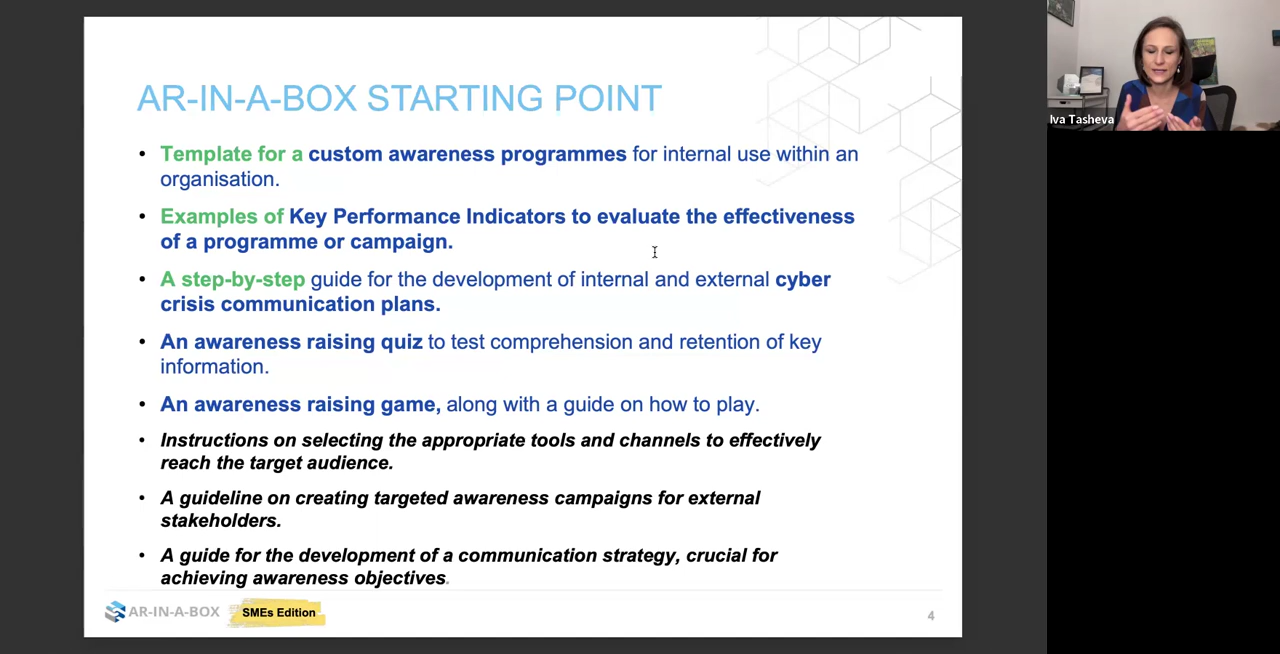 AR-IN-A-BOX STARTING POINT
• Template for a custom awareness programmes for internal use within an
organisation.
• Examples of Key Performance Indicators to evaluate the effectiveness
of a programme or campaign.
• A step-by-step guide for the development of internal and external cyber
crisis communication plans.
• An awareness raising quiz to test comprehension and retention of key
information.
• An awareness raising game, along with a guide on how to play.
• Instructions on selecting the appropriate tools and channels to effectively
reach the target audience.
• A guideline on creating targeted awareness campaigns for external
stakeholders.
• A guide for the development of a communication strategy, crucial for
achieving awareness objectives.
AR-IN-A-BOX SMEs Edition
4
Iva Tasheva